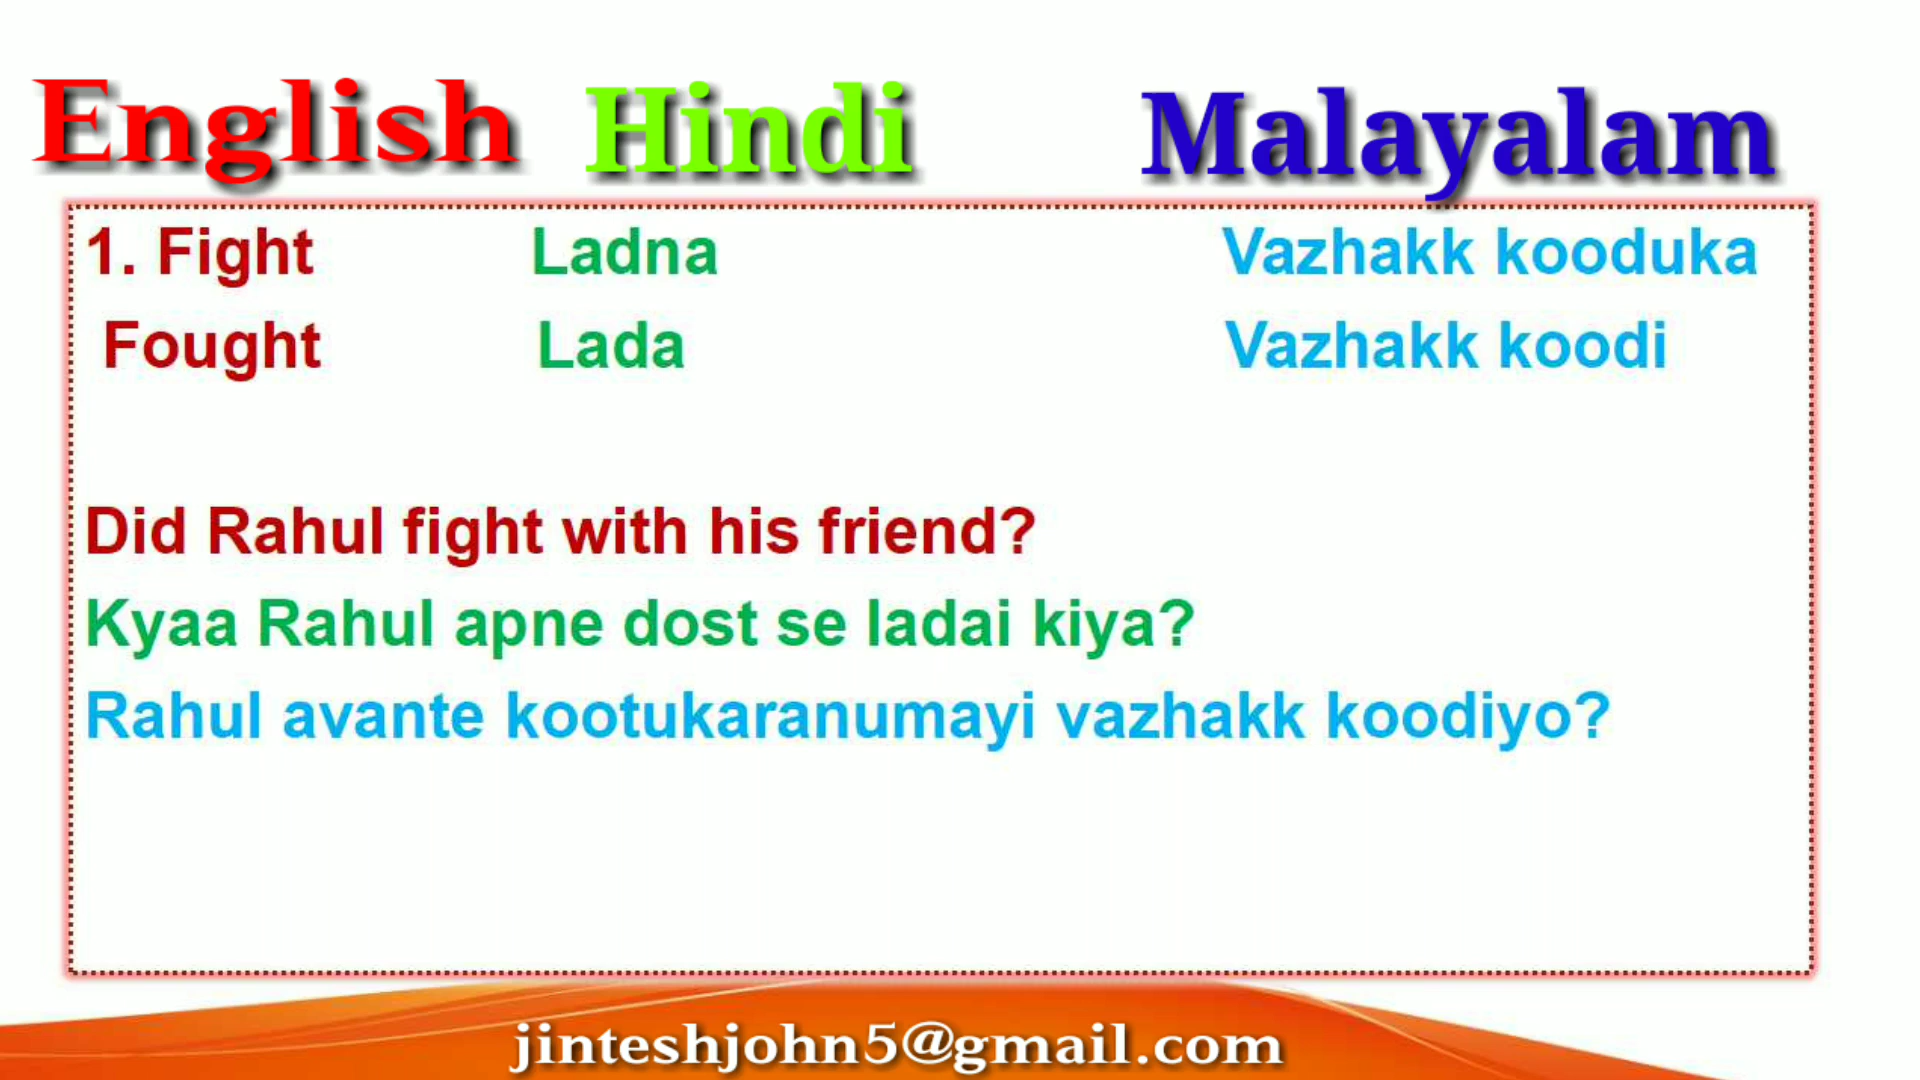 English Hindi Malayalam
1. Fight Ladna Vazhakk kooduka
Fought Lada Vazhakk koodi
Did Rahul fight with his friend?
Kyaa Rahul apne dost se ladai kiya?
Rahul avante kootukaranumayi vazhakk koodiyo?
jinteshjohn5@gmail.com